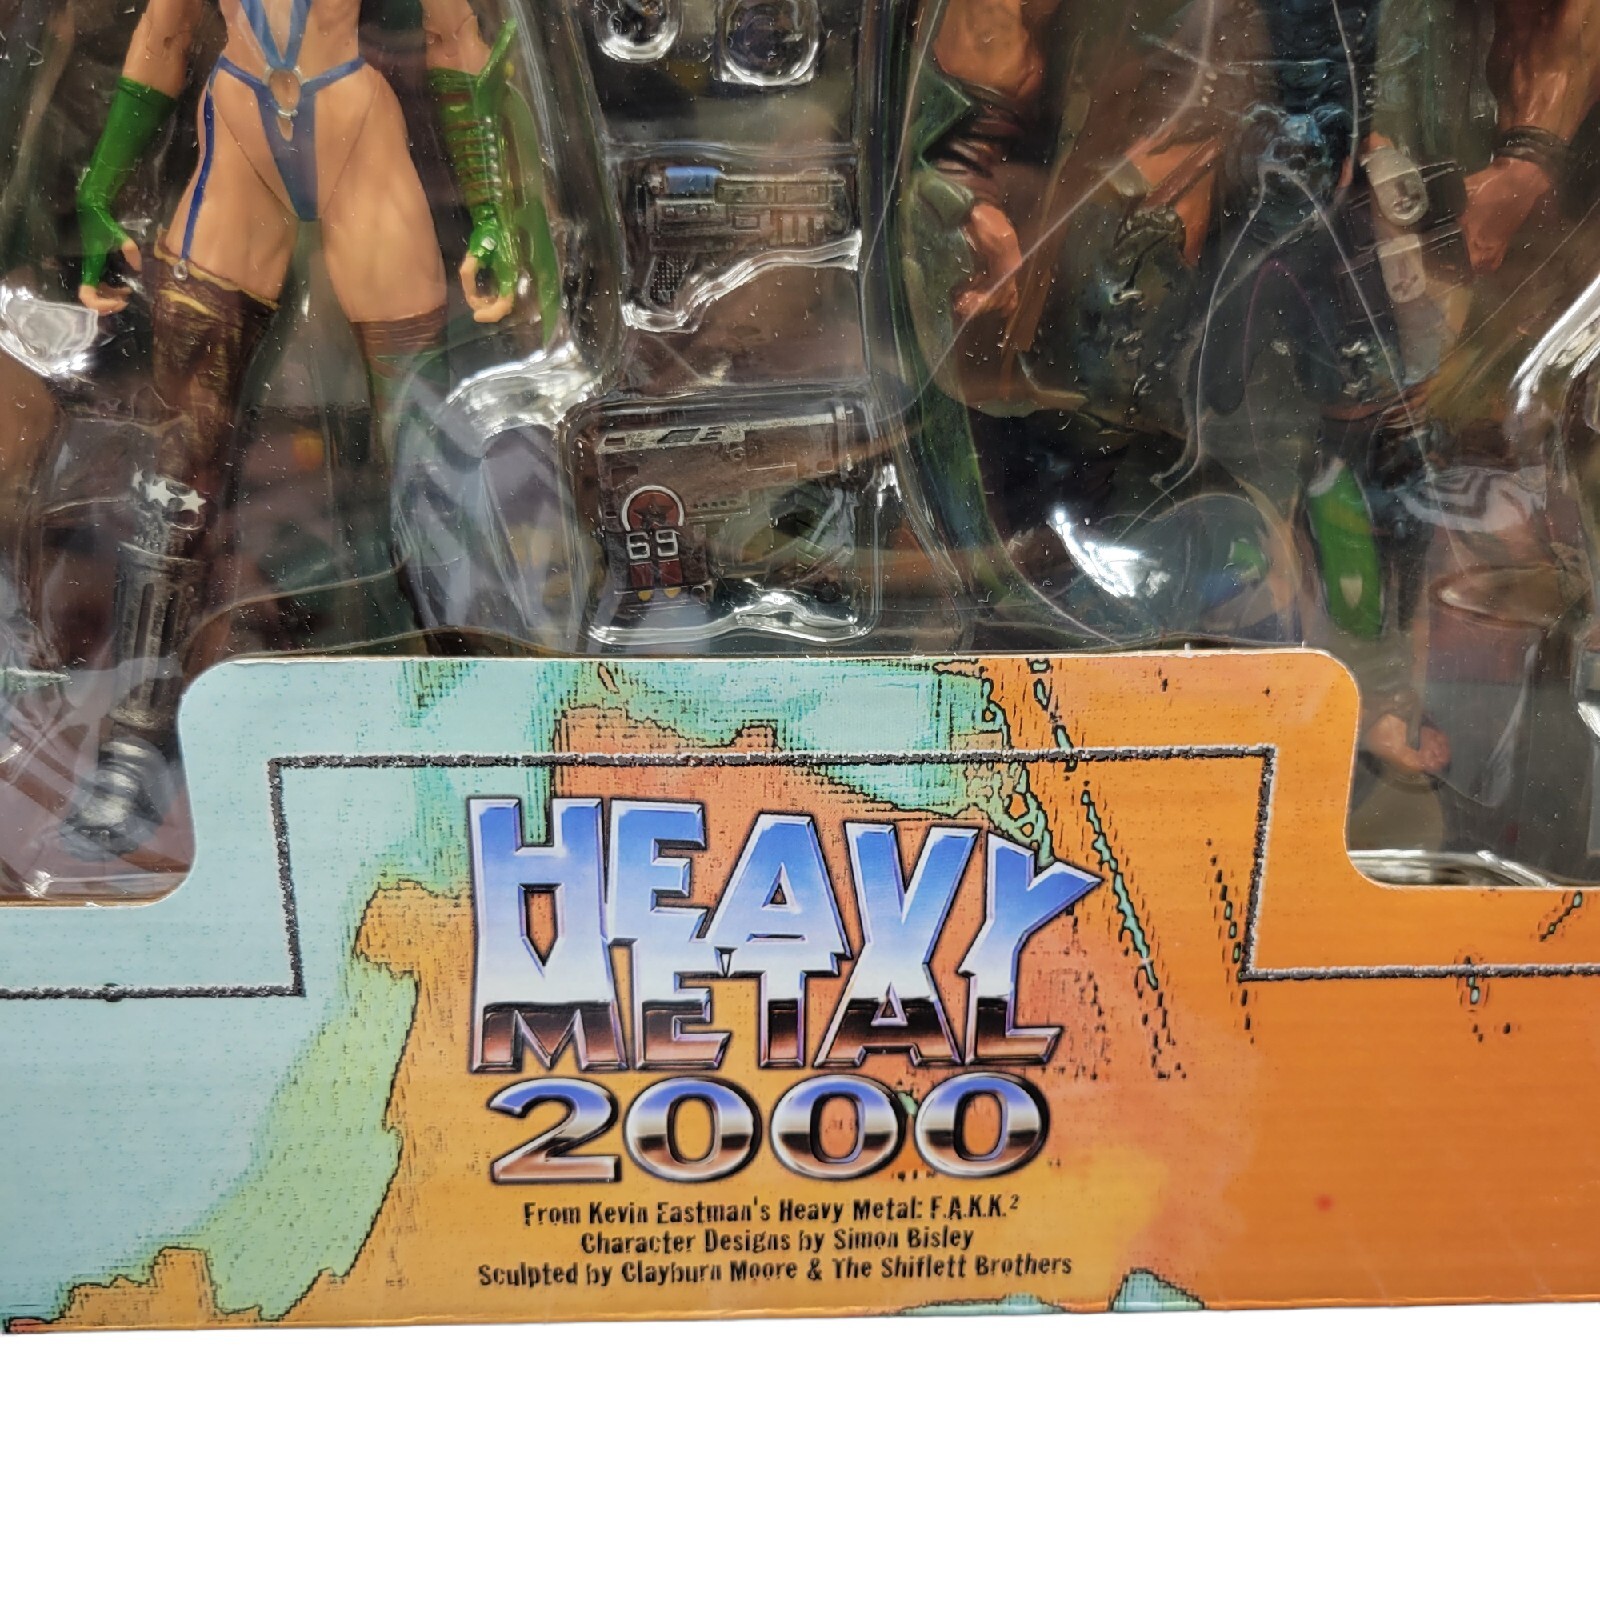 69
HEAVY
METAL
2000
From Kevin Eastman's Heavy Metal: F.A.K.K.²
Character Designs by Simon Bisley
Sculpted by Clayburn Moore & The Shiflett Brothers